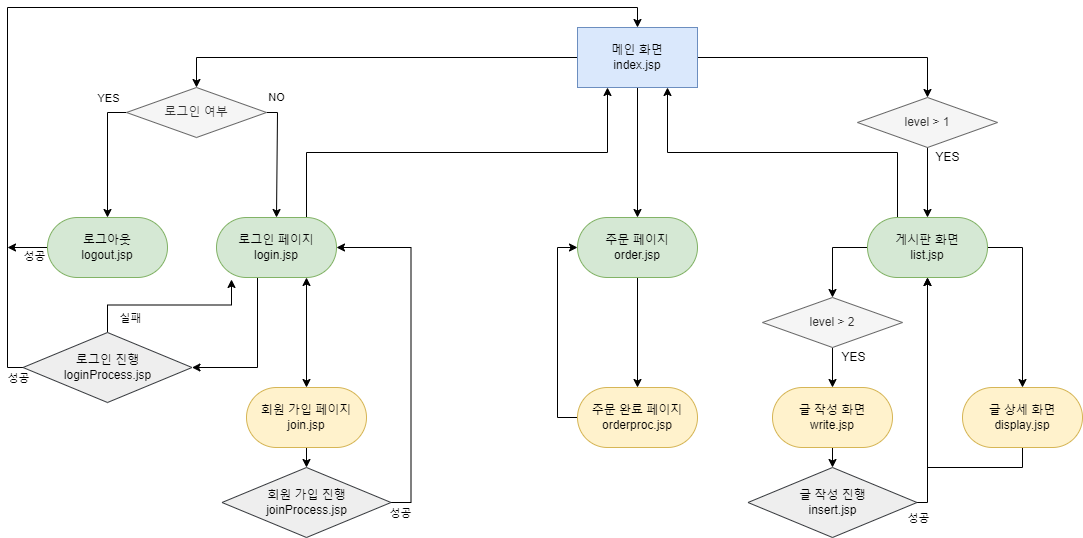 메인 화면
index.jsp
YES
로그인 여부
NO
level > 1
YES
로그아웃
logout.jsp
성공
로그인 페이지
login.jsp
주문 페이지
order.jsp
게시판 화면
list.jsp
실패
level > 2
YES
로그인 진행
loginProcess.jsp
성공
회원 가입 페이지
join.jsp
주문 완료 페이지
orderproc.jsp
글 작성 화면
write.jsp
글 상세 화면
display.jsp
회원 가입 진행
joinProcess.jsp
성공
글 작성 진행
insert.jsp
성공